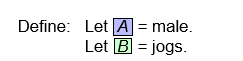 Define: Let A = male.
Let B = jogs.